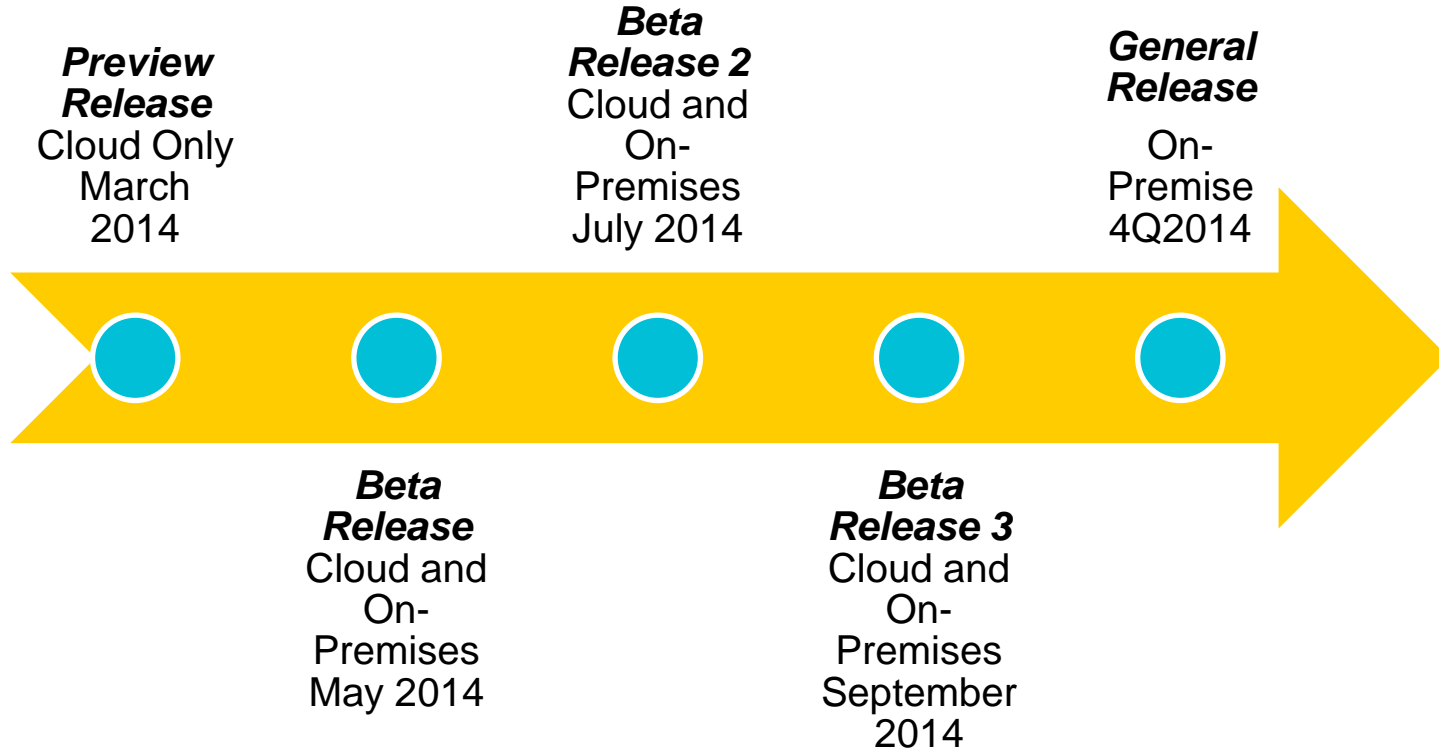 Preview
Release
Cloud Only
March
2014
Beta
Release
Cloud and
On-
Premises
May 2014
Beta
Release 2
Cloud and
On-
Premises
July 2014
Beta
Release 3
Cloud and
On-
Premises
September
2014
General
Release
On-
Premise
4Q2014